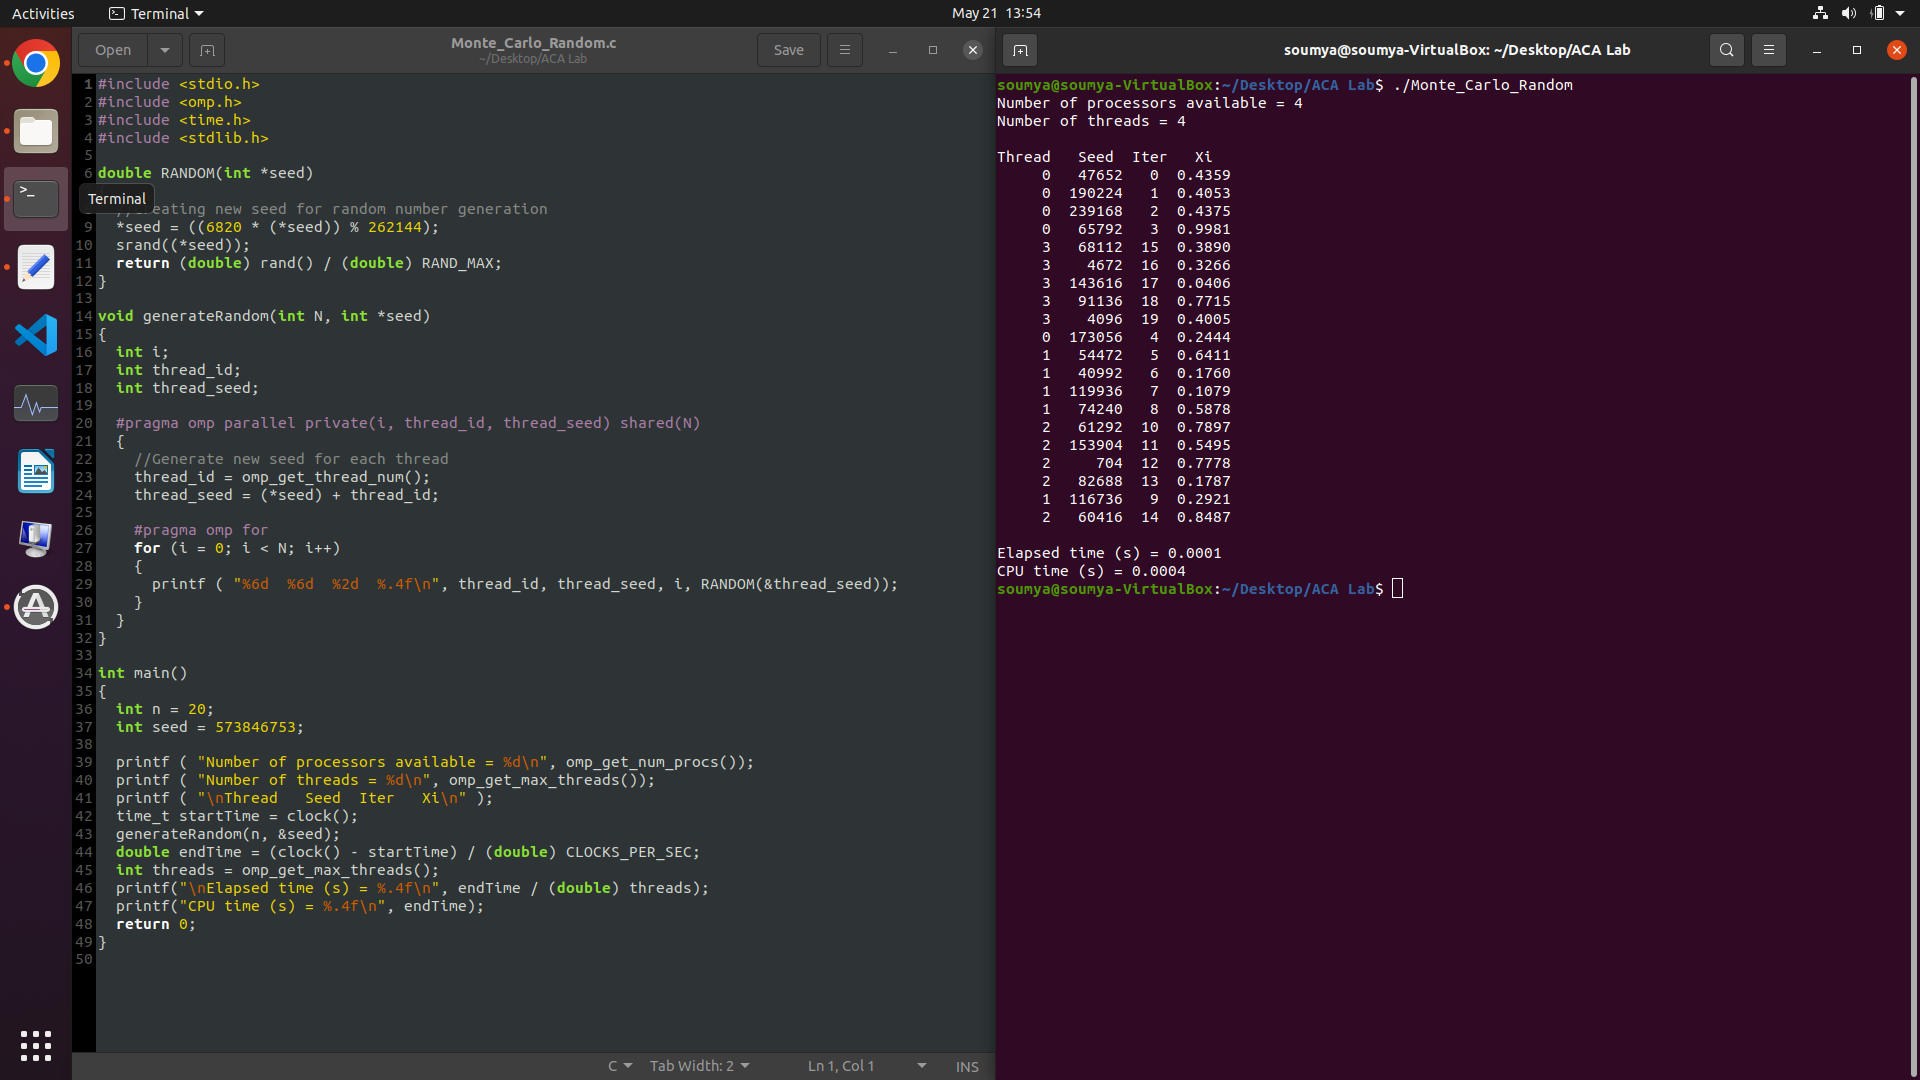 Activities
Terminal
May 21 13:54
Open
Monte_Carlo_Random.c
~/Desktop/ACA Lab
Save
1 #include <stdio.h>
2 #include <omp.h>
3 #include <time.h>
4 #include <stdlib.h>
5
6 double RANDOM(int *seed)
Terminal
//Creating new seed for random number generation
9 *seed = ((6820 * (*seed)) % 262144);
10 srand((*seed));
11 return (double) rand() / (double) RAND_MAX;
12 }
13
14 void generateRandom(int N, int *seed)
15 {
16 int i;
17 int thread_id;
18 int thread_seed;
19
20 #pragma omp parallel private(i, thread_id, thread_seed) shared(N)
21 {
22 //Generate new seed for each thread
23 thread_id = omp_get_thread_num();
24 thread_seed = (*seed) + thread_id;
25
26 #pragma omp for
27 for (i = 0; i < N; i++)
28 {
29 printf ( "%6d  %6d  %2d  %.4f\n", thread_id, thread_seed, i, RANDOM(&thread_seed));
30 }
31 }
32 }
33
34 int main()
35 {
36 int n = 20;
37 int seed = 573846753;
38
39 printf ( "Number of processors available = %d\n", omp_get_num_procs());
40 printf ( "Number of threads = %d\n", omp_get_max_threads());
41 printf ( "\nThread   Seed  Iter   Xi\n" );
42 time_t startTime = clock();
43 generateRandom(n, &seed);
44 double endTime = (clock() - startTime) / (double) CLOCKS_PER_SEC;
45 int threads = omp_get_max_threads();
46 printf("\nElapsed time (s) = %.4f\n", endTime / (double) threads);
47 printf("CPU time (s) = %.4f\n", endTime);
48 return 0;
49 }
50
C
Tab Width: 2
Ln 1, Col 1
INS
soumya@soumya-VirtualBox: ~/Desktop/ACA Lab
soumya@soumya-VirtualBox:~/Desktop/ACA Lab$ ./Monte_Carlo_Random
Number of processors available = 4
Number of threads = 4
Thread   Seed  Iter   Xi
0   47652   0  0.4359
0  190224   1  0.4053
0  239168   2  0.4375
0   65792   3  0.9981
3   68112  15  0.3890
3    4672  16  0.3266
3  143616  17  0.0406
3   91136  18  0.7715
3    4096  19  0.4005
0  173056   4  0.2444
1   54472   5  0.6411
1   40992   6  0.1760
1  119936   7  0.1079
1   74240   8  0.5878
2   61292  10  0.7897
2  153904  11  0.5495
2     704  12  0.7778
2   82688  13  0.1787
1  116736   9  0.2921
2   60416  14  0.8487
Elapsed time (s) = 0.0001
CPU time (s) = 0.0004
soumya@soumya-VirtualBox:~/Desktop/ACA Lab$